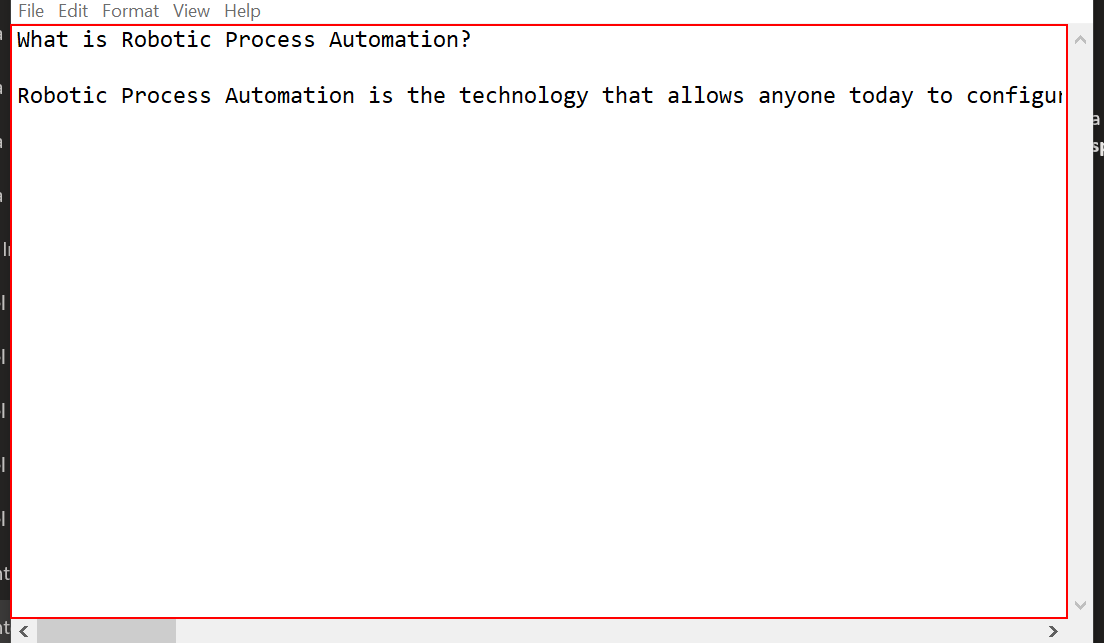 File Edit Format View Help
What is Robotic Process Automation?
Robotic Process Automation is the technology that allows anyone today to